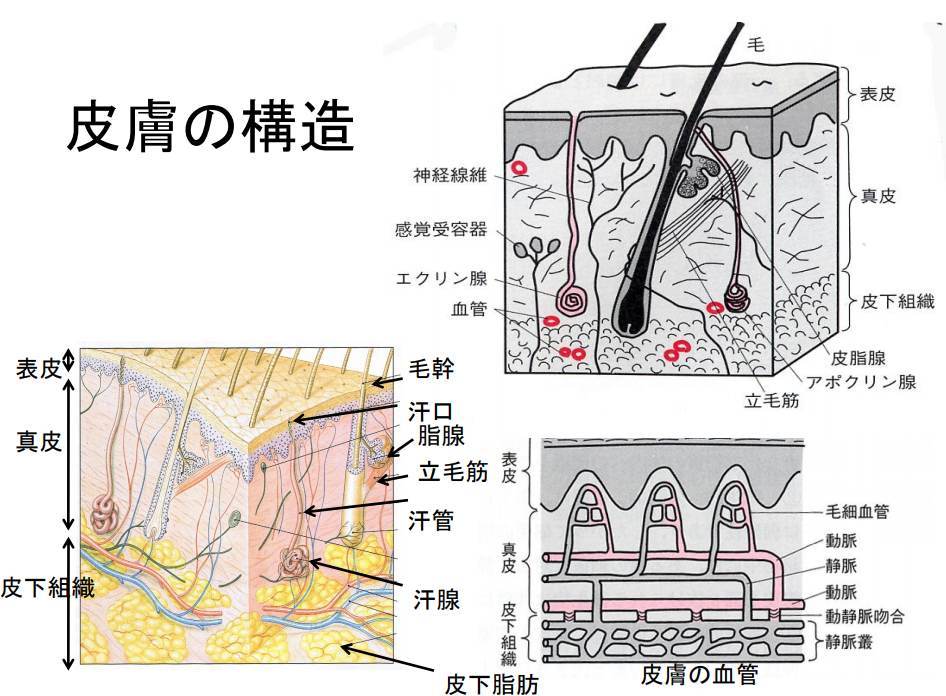 皮膚の構造
毛
表皮
真皮
皮下組織
神経線維
感覚受容器
エクリン腺
血管
皮脂腺
アポクリン腺
立毛筋
表皮
真皮
皮下組織
毛幹
汗口
脂腺
立毛筋
汗管
汗腺
皮下脂肪
表皮
真皮
皮下組織
毛細血管
動脈
静脈
動脈
動静脈吻合
静脈叢
皮膚の血管